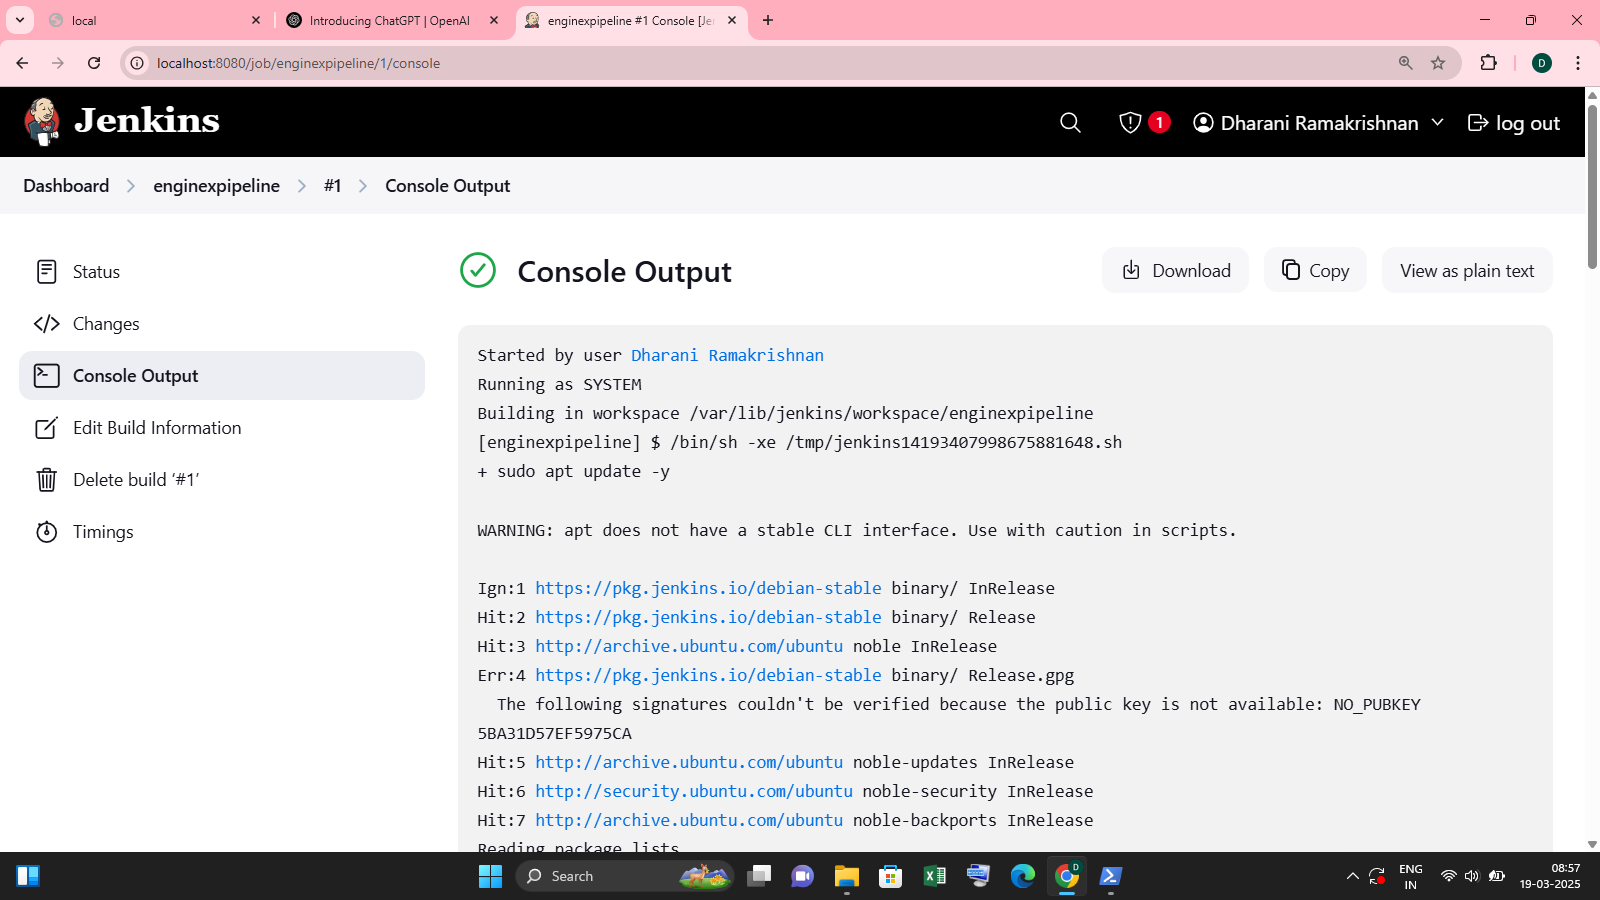 local
Introducing ChatGPT | OpenAI
enginexpipeline #1 Console [Je
localhost:8080/job/enginexpipeline/1/console
D
Jenkins
1
Dharani Ramakrishnan
log out
Dashboard
enginexpipeline
#1
Console Output
Status
Changes
Console Output
Edit Build Information
Delete build ‘#1’
Timings
Console Output
Download
Copy
View as plain text
Started by user Dharani Ramakrishnan
Running as SYSTEM
Building in workspace /var/lib/jenkins/workspace/enginexpipeline
[enginexpipeline] $ /bin/sh -xe /tmp/jenkins14193407998675881648.sh
+ sudo apt update -y
WARNING: apt does not have a stable CLI interface. Use with caution in scripts.
Ign:1 https://pkg.jenkins.io/debian-stable binary/ InRelease
Hit:2 https://pkg.jenkins.io/debian-stable binary/ Release
Hit:3 http://archive.ubuntu.com/ubuntu noble InRelease
Err:4 https://pkg.jenkins.io/debian-stable binary/ Release.gpg
The following signatures couldn't be verified because the public key is not available: NO_PUBKEY
5BA31D57EF5975CA
Hit:5 http://archive.ubuntu.com/ubuntu noble-updates InRelease
Hit:6 http://security.ubuntu.com/ubuntu noble-security InRelease
Hit:7 http://archive.ubuntu.com/ubuntu noble-backports InRelease
Reading package lists
Search
D
ENG
IN
08:57
19-03-2025